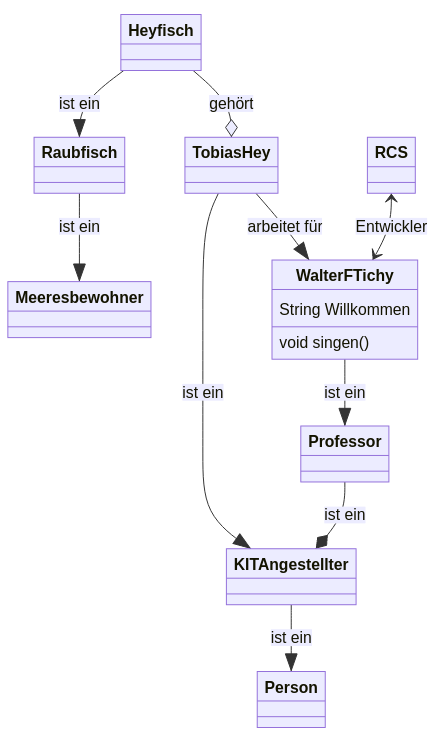 Heyfisch
ist ein
gehört
Raubfisch
TobiasHey
RCS
ist ein
arbeitet für
Entwickler
Meeresbewohner
WalterFTichy
String Willkommen
void singen()
ist ein
ist ein
Professor
ist ein
KITAngestellter
ist ein
Person